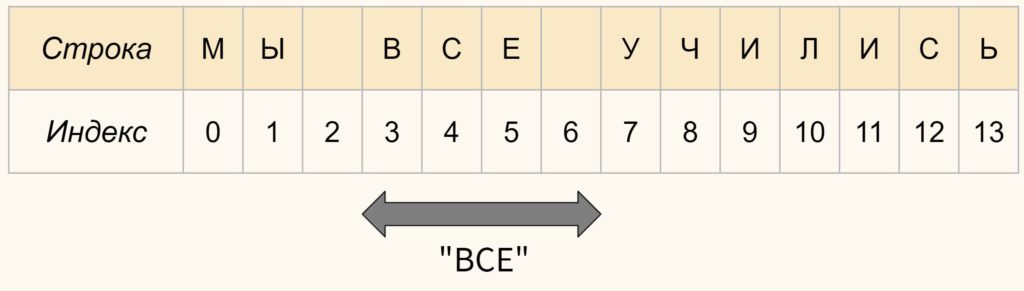 Строка М Ы В С Е У Ч И Л И С Ь
Индекс 0 1 2 3 4 5 6 7 8 9 10 11 12 13
"ВСЕ"